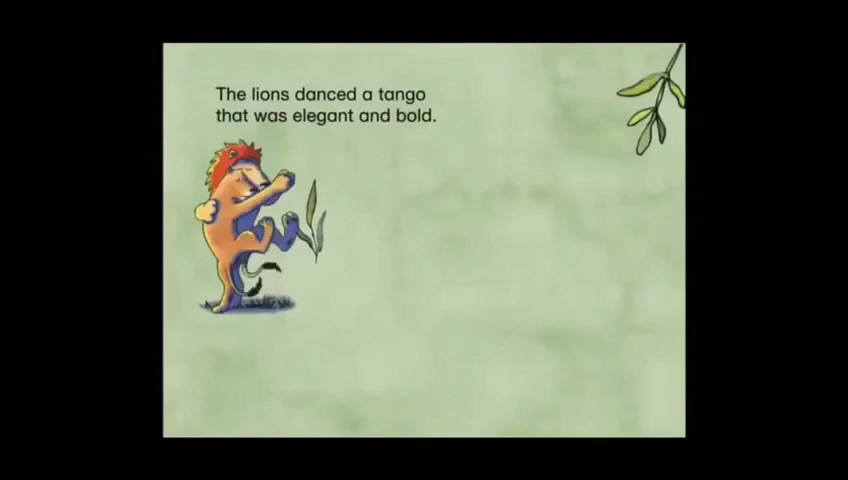 The lions danced a tango
that was elegant and bold.